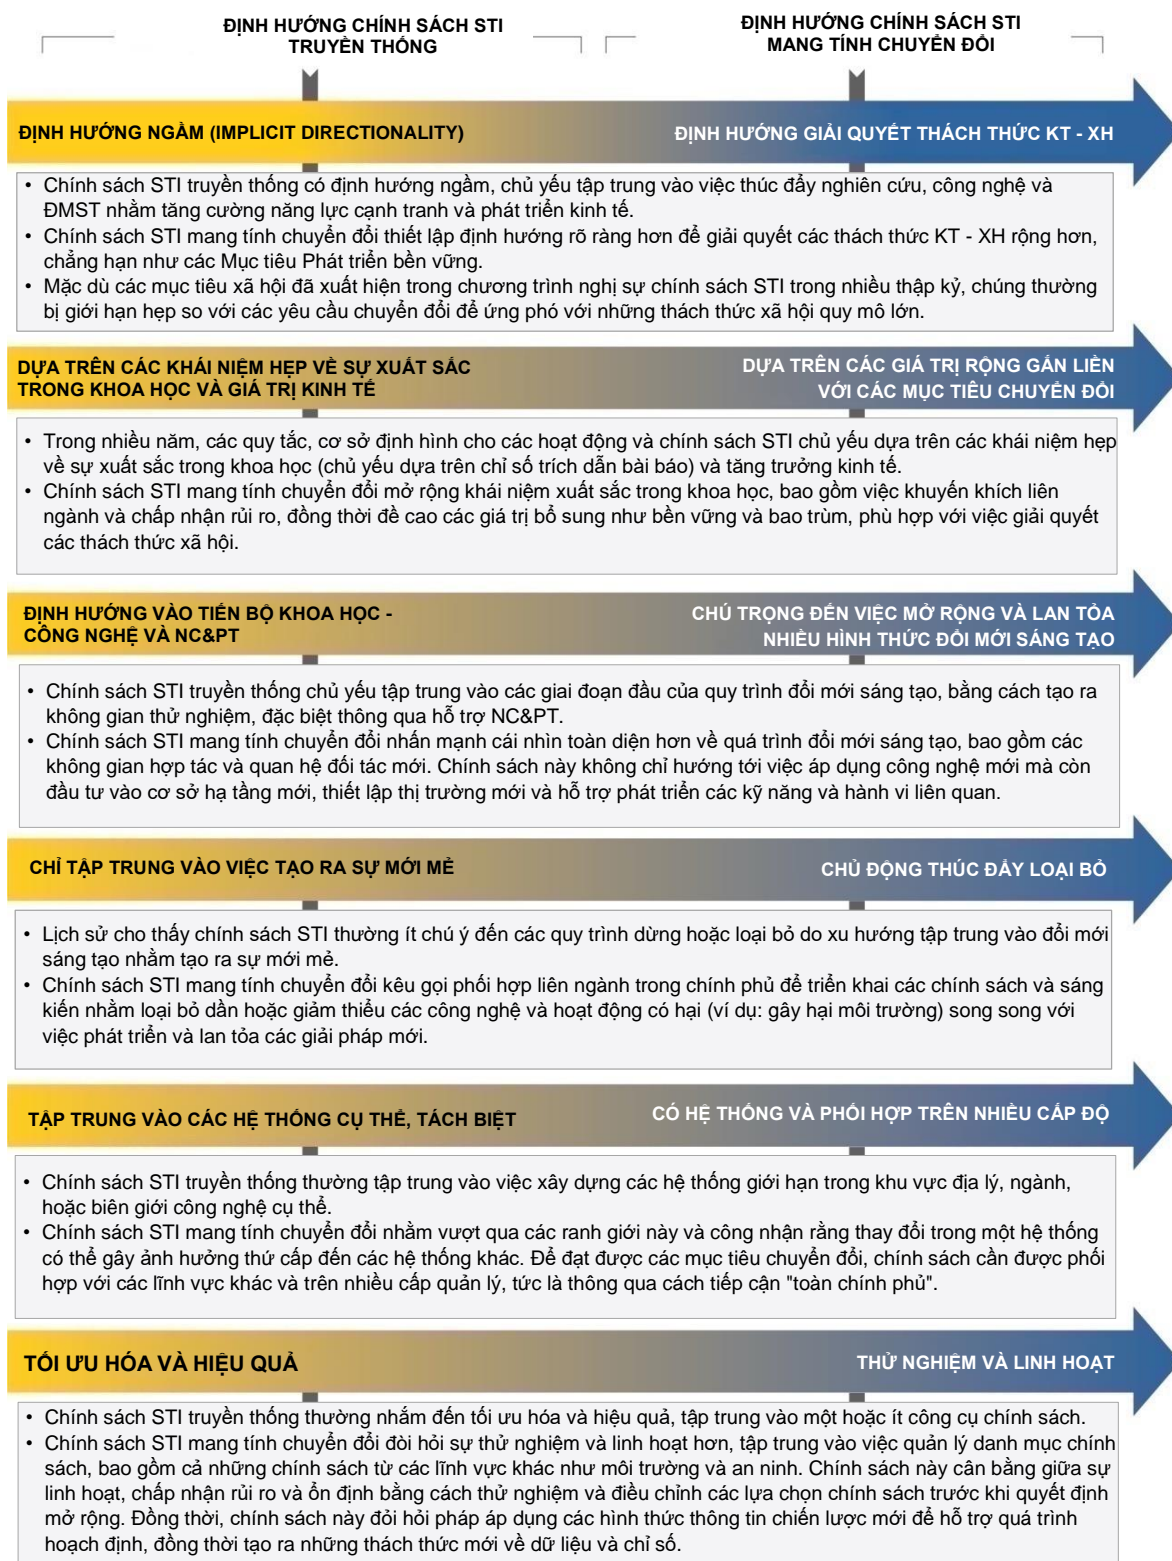 ĐỊNH HƯỚNG CHÍNH SÁCH STI
TRUYỀN THỐNG
ĐỊNH HƯỚNG CHÍNH SÁCH STI
MANG TÍNH CHUYỂN ĐỔI
ĐỊNH HƯỚNG NGẦM (IMPLICIT DIRECTIONALITY)
ĐỊNH HƯỚNG GIẢI QUYẾT THÁCH THỨC KT - XH
• Chính sách STI truyền thống có định hướng ngầm, chủ yếu tập trung vào việc thúc đẩy nghiên cứu, công nghệ và
ĐMST nhằm tăng cường năng lực cạnh tranh và phát triển kinh tế.
• Chính sách STI mang tính chuyển đổi thiết lập định hướng rõ ràng hơn để giải quyết các thách thức KT - XH rộng hơn,
chẳng hạn như các Mục tiêu Phát triển bền vững.
• Mặc dù các mục tiêu xã hội đã xuất hiện trong chương trình nghị sự chính sách STI trong nhiều thập kỷ, chúng thường
bị giới hạn hẹp so với các yêu cầu chuyển đổi để ứng phó với những thách thức xã hội quy mô lớn.
DỰA TRÊN CÁC KHÁI NIỆM HẸP VỀ SỰ XUẤT SẮC
TRONG KHOA HỌC VÀ GIÁ TRỊ KINH TẾ
DỰA TRÊN CÁC GIÁ TRỊ RỘNG GẮN LIỀN
VỚI CÁC MỤC TIÊU CHUYỂN ĐỔI
• Trong nhiều năm, các quy tắc, cơ sở định hình cho các hoạt động và chính sách STI chủ yếu dựa trên các khái niệm hẹp
về sự xuất sắc trong khoa học (chủ yếu dựa trên chỉ số trích dẫn bài báo) và tăng trưởng kinh tế.
• Chính sách STI mang tính chuyển đổi mở rộng khái niệm xuất sắc trong khoa học, bao gồm việc khuyến khích liên
ngành và chấp nhận rủi ro, đồng thời đề cao các giá trị bổ sung như bền vững và bao trùm, phù hợp với việc giải quyết
các thách thức xã hội.
ĐỊNH HƯỚNG VÀO TIẾN BỘ KHOA HỌC -
CÔNG NGHỆ VÀ NC&PT
CHÚ TRỌNG ĐẾN VIỆC MỞ RỘNG VÀ LAN TỎA
NHIỀU HÌNH THỨC ĐỔI MỚI SÁNG TẠO
• Chính sách STI truyền thống chủ yếu tập trung vào các giai đoạn đầu của quy trình đổi mới sáng tạo, bằng cách tạo ra
không gian thử nghiệm, đặc biệt thông qua hỗ trợ NC&PT.
• Chính sách STI mang tính chuyển đổi nhấn mạnh cái nhìn toàn diện hơn về quá trình đổi mới sáng tạo, bao gồm các
không gian hợp tác và quan hệ đối tác mới. Chính sách này không chỉ hướng tới việc áp dụng công nghệ mới mà còn
đầu tư vào cơ sở hạ tầng mới, thiết lập thị trường mới và hỗ trợ phát triển các kỹ năng và hành vi liên quan.
CHỈ TẬP TRUNG VÀO VIỆC TẠO RA SỰ MỚI MẺ
CHỦ ĐỘNG THÚC ĐẨY LOẠI BỎ
• Lịch sử cho thấy chính sách STI thường ít chú ý đến các quy trình dừng hoặc loại bỏ do xu hướng tập trung vào đổi mới
sáng tạo nhằm tạo ra sự mới mẻ.
• Chính sách STI mang tính chuyển đổi kêu gọi phối hợp liên ngành trong chính phủ để triển khai các chính sách và sáng
kiến nhằm loại bỏ dần hoặc giảm thiểu các công nghệ và hoạt động có hại (ví dụ: gây hại môi trường) song song với
việc phát triển và lan tỏa các giải pháp mới.
TẬP TRUNG VÀO CÁC HỆ THỐNG CỤ THỂ, TÁCH BIỆT
CÓ HỆ THỐNG VÀ PHỐI HỢP TRÊN NHIỀU CẤP ĐỘ
• Chính sách STI truyền thống thường tập trung vào việc xây dựng các hệ thống giới hạn trong khu vực địa lý, ngành,
hoặc biên giới công nghệ cụ thể.
• Chính sách STI mang tính chuyển đổi nhằm vượt qua các ranh giới này và công nhận rằng thay đổi trong một hệ thống
có thể gây ảnh hưởng thứ cấp đến các hệ thống khác. Để đạt được các mục tiêu chuyển đổi, chính sách cần được phối
hợp với các lĩnh vực khác và trên nhiều cấp quản lý, tức là thông qua cách tiếp cận "toàn chính phủ".
TỐI ƯU HÓA VÀ HIỆU QUẢ
THỬ NGHIỆM VÀ LINH HOẠT
• Chính sách STI truyền thống thường nhắm đến tối ưu hóa và hiệu quả, tập trung vào một hoặc ít công cụ chính sách.
• Chính sách STI mang tính chuyển đổi đòi hỏi sự thử nghiệm và linh hoạt hơn, tập trung vào việc quản lý danh mục chính
sách, bao gồm cả những chính sách từ các lĩnh vực khác như môi trường và an ninh. Chính sách này cân bằng giữa sự
linh hoạt, chấp nhận rủi ro và ổn định bằng cách thử nghiệm và điều chỉnh các lựa chọn chính sách trước khi quyết định
mở rộng. Đồng thời, chính sách này đỏi hỏi pháp áp dụng các hình thức thông tin chiến lược mới để hỗ trợ quá trình
hoạch định, đồng thời tạo ra những thách thức mới về dữ liệu và chỉ số.